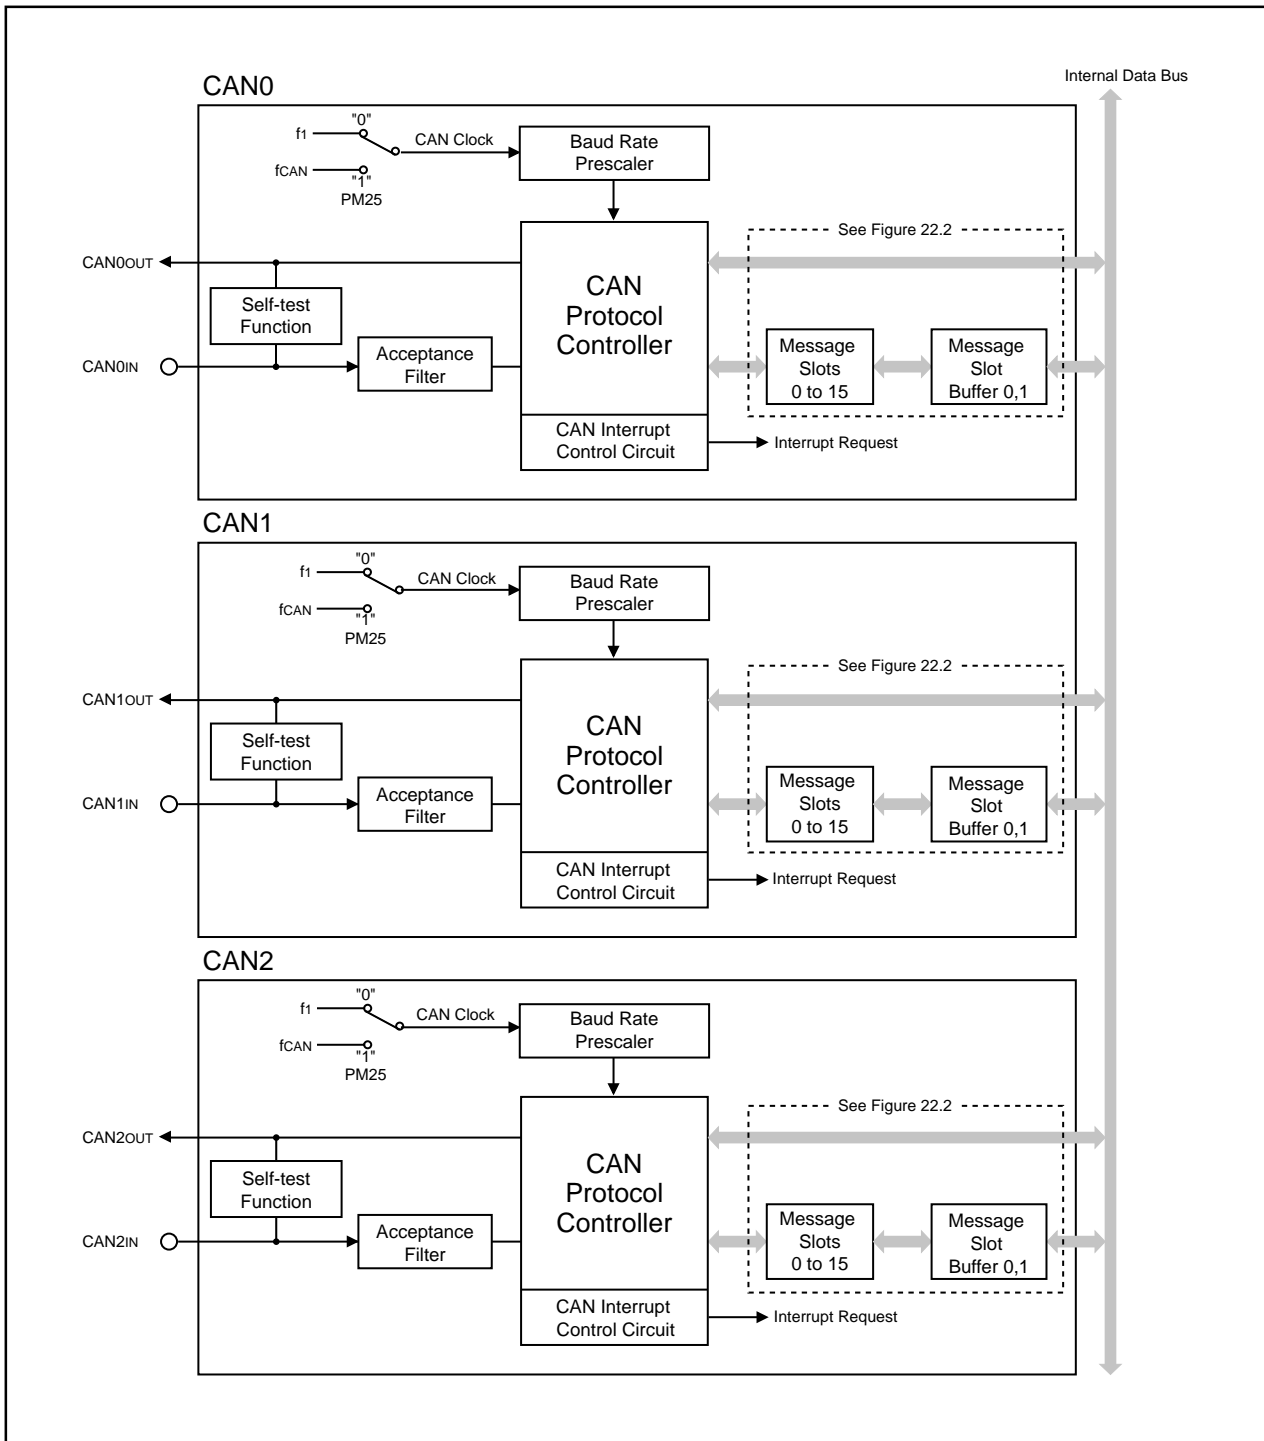 Internal Data Bus
CAN0
"0"
f1
CAN Clock
Baud Rate
Prescaler
fCAN
"1"
PM25
See Figure 22.2
CAN0OUT
Self-test
Function
CAN
Protocol
Controller
CAN0IN
Acceptance
Filter
Message
Slots
0 to 15
Message
Slot
Buffer 0,1
CAN Interrupt
Control Circuit
Interrupt Request
CAN1
"0"
f1
CAN Clock
Baud Rate
Prescaler
fCAN
"1"
PM25
See Figure 22.2
CAN1OUT
Self-test
Function
CAN
Protocol
Controller
CAN1IN
Acceptance
Filter
Message
Slots
0 to 15
Message
Slot
Buffer 0,1
CAN Interrupt
Control Circuit
Interrupt Request
CAN2
"0"
f1
CAN Clock
Baud Rate
Prescaler
fCAN
"1"
PM25
See Figure 22.2
CAN2OUT
Self-test
Function
CAN
Protocol
Controller
CAN2IN
Acceptance
Filter
Message
Slots
0 to 15
Message
Slot
Buffer 0,1
CAN Interrupt
Control Circuit
Interrupt Request